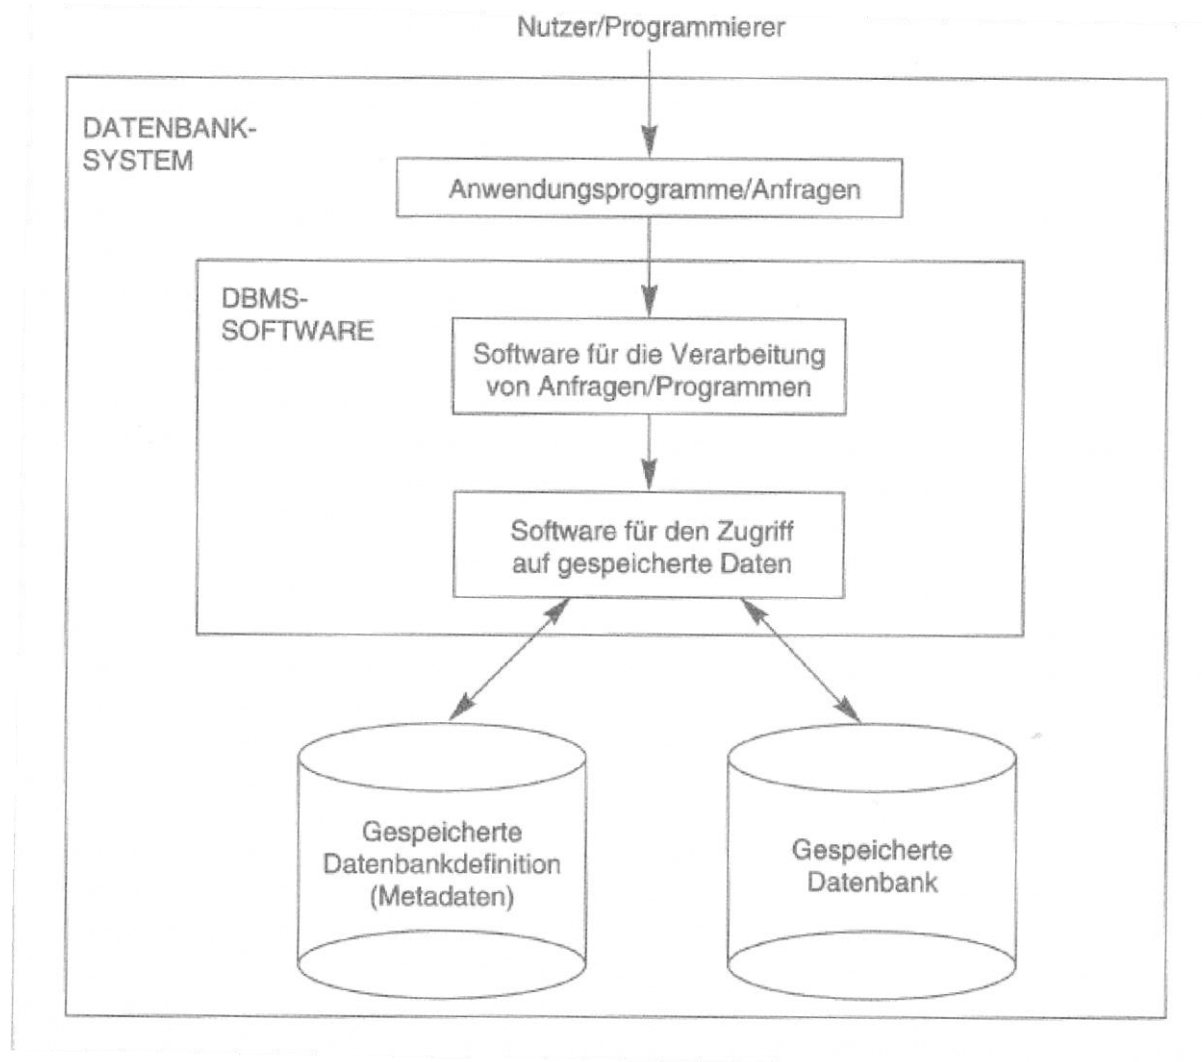 Nutzer/Programmierer
DATENBANK-
SYSTEM
Anwendungsprogramme/Anfragen
DBMS-
SOFTWARE
Software für die Verarbeitung
von Anfragen/Programmen
Software für den Zugriff
auf gespeicherte Daten
Gespeicherte
Datenbankdefinition
(Metadaten)
Gespeicherte
Datenbank